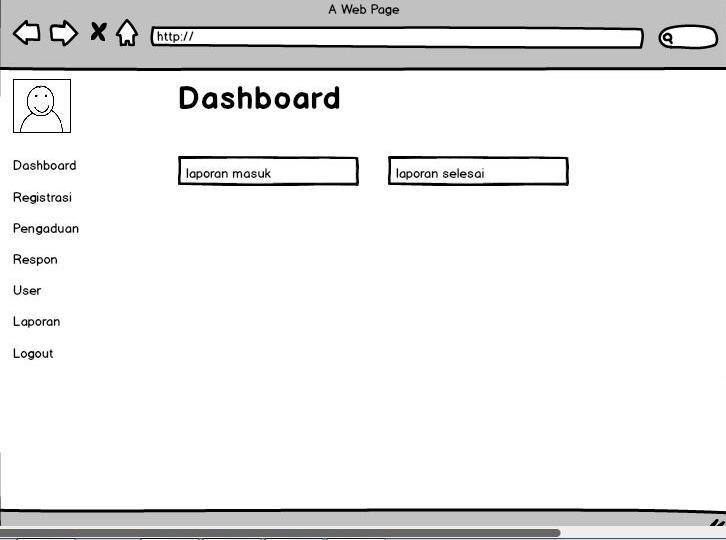 A Web Page
http://
Dashboard
laporan masuk
laporan selesai
Dashboard
Registrasi
Pengaduan
Respon
User
Laporan
Logout